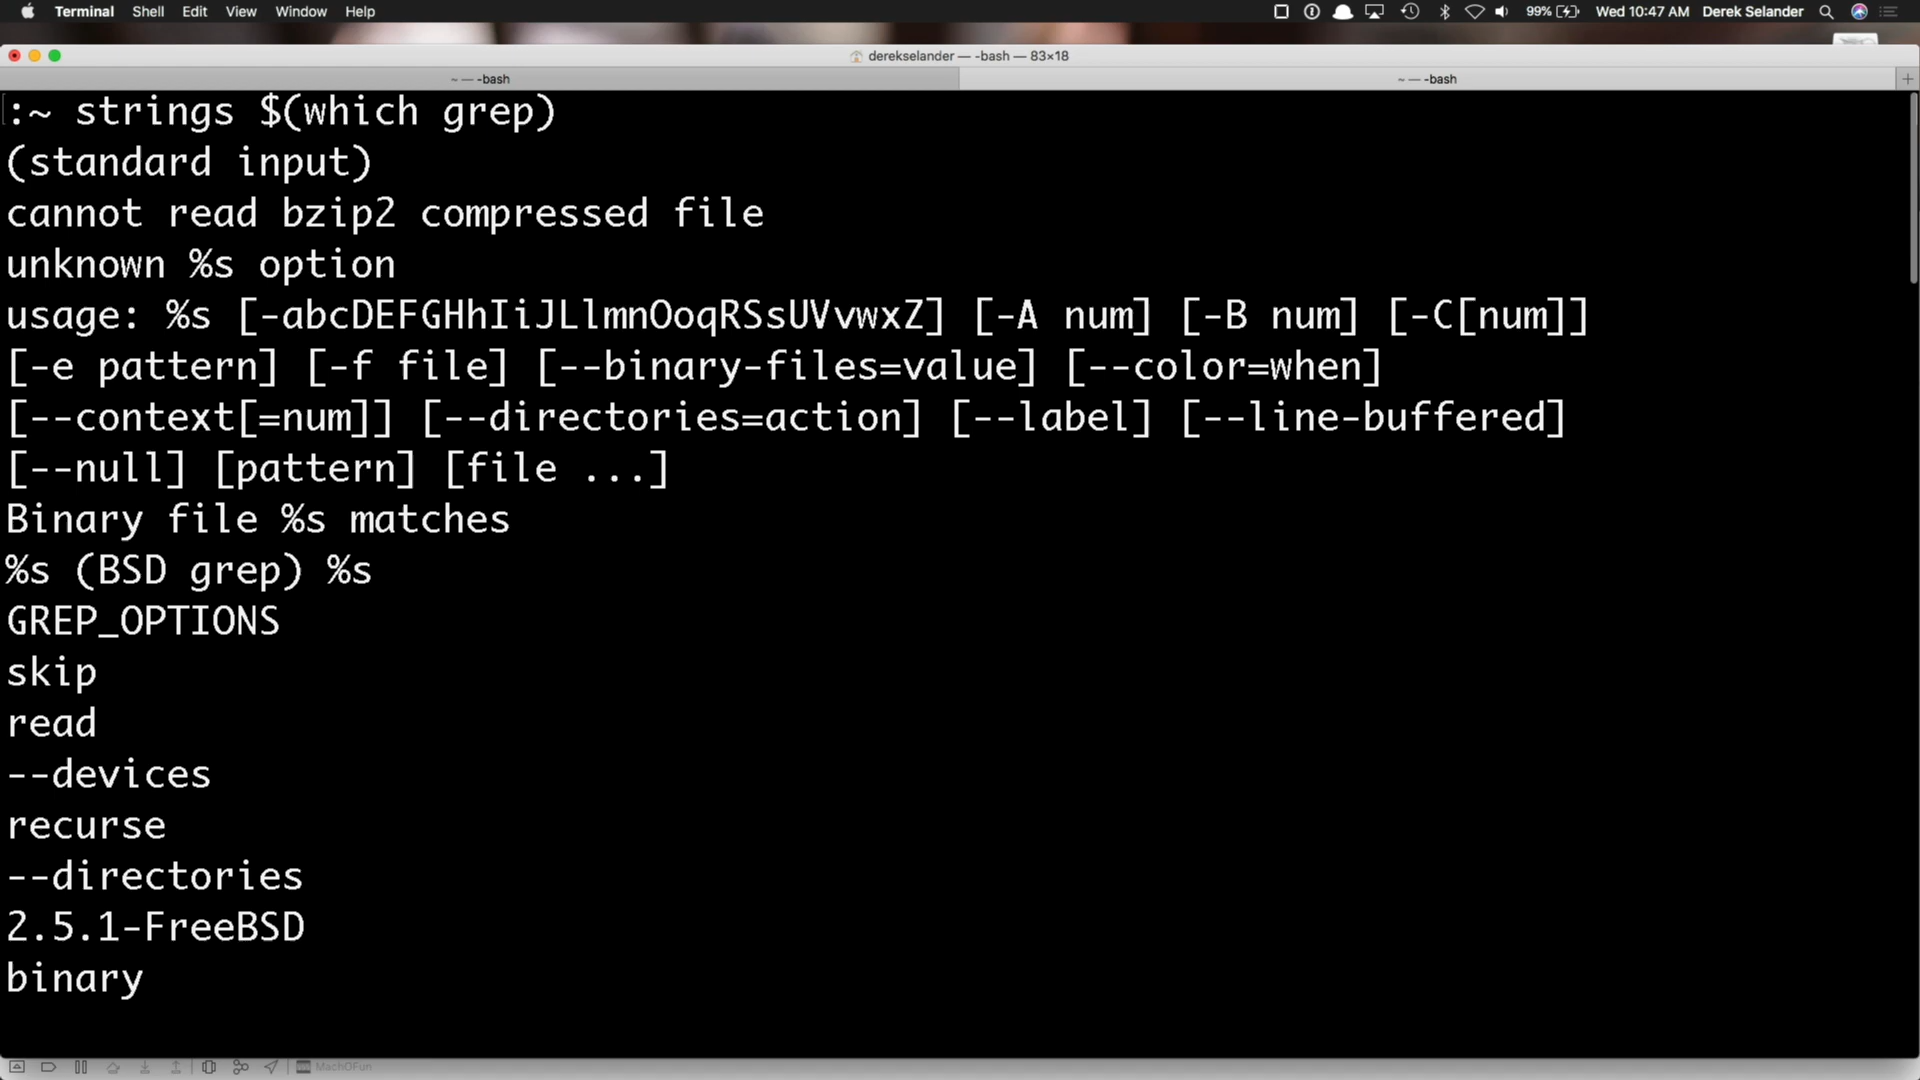 Terminal Shell Edit View Window Help 99% Wed 10:47 AM Derek Selander
derekselander — -bash — 83×18
~ — -bash ~ — -bash +
:~ strings $(which grep)
(standard input)
cannot read bzip2 compressed file
unknown %s option
usage: %s [-abcDEFGHhIiJLlmnOoqRSsUVvwxZ] [-A num] [-B num] [-C[num]]
[-e pattern] [-f file] [--binary-files=value] [--color=when]
[--context[=num]] [--directories=action] [--label] [--line-buffered]
[--null] [pattern] [file ...]
Binary file %s matches
%s (BSD grep) %s
GREP_OPTIONS
skip
read
--devices
recurse
--directories
2.5.1-FreeBSD
binary
MachOFun